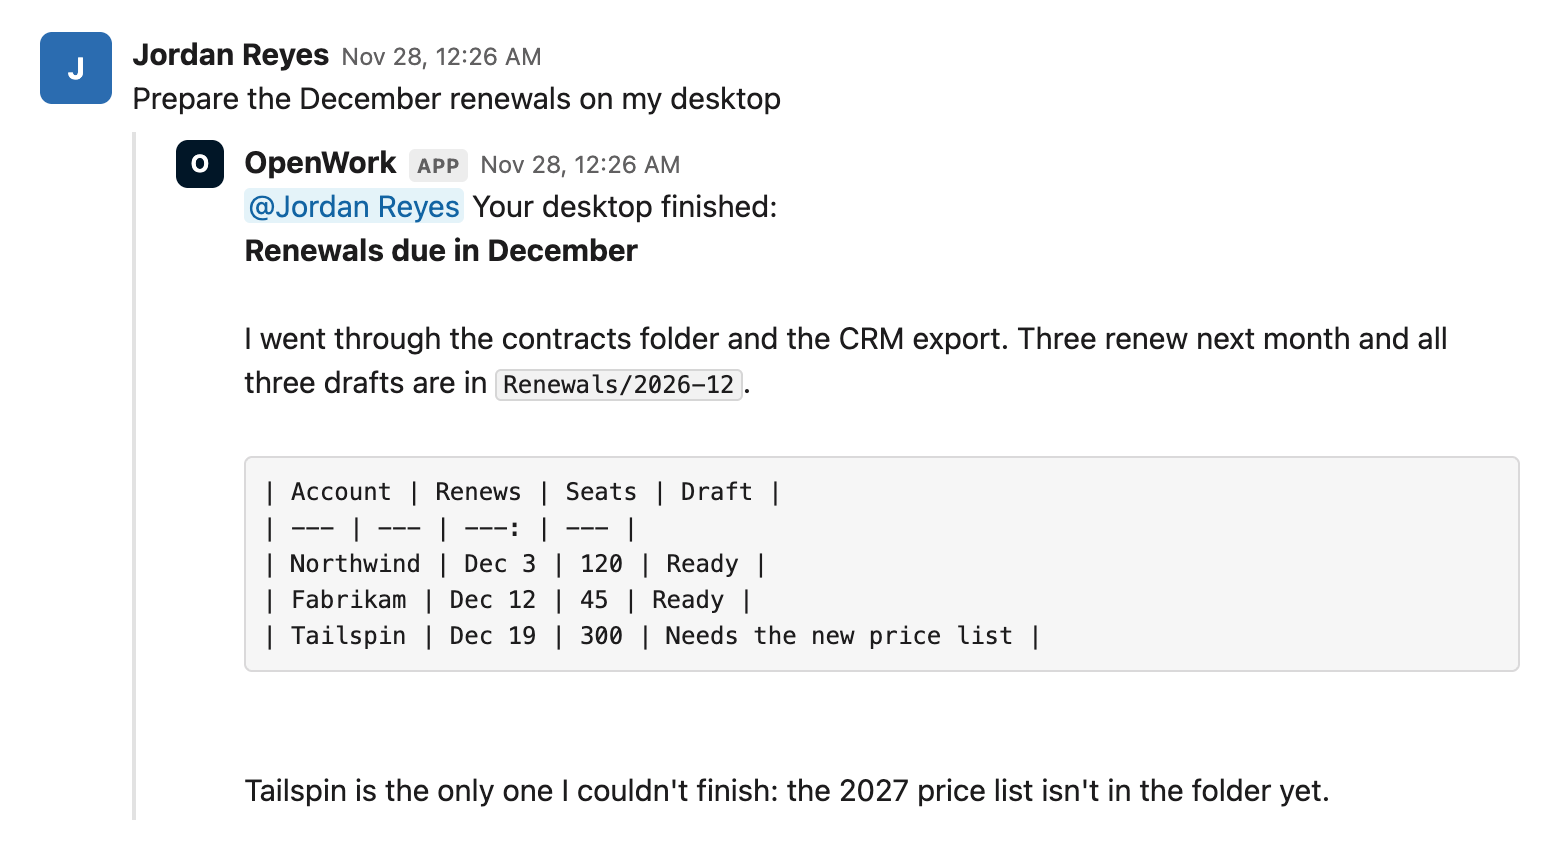 J
Jordan Reyes Nov 28, 12:26 AM
Prepare the December renewals on my desktop
O
OpenWork APP Nov 28, 12:26 AM
@Jordan Reyes Your desktop finished:
Renewals due in December
I went through the contracts folder and the CRM export. Three renew next month and all
three drafts are in Renewals/2026-12.
| Account | Renews | Seats | Draft |
| --- | --- | ---: | --- |
| Northwind | Dec 3 | 120 | Ready |
| Fabrikam | Dec 12 | 45 | Ready |
| Tailspin | Dec 19 | 300 | Needs the new price list |
Tailspin is the only one I couldn't finish: the 2027 price list isn't in the folder yet.